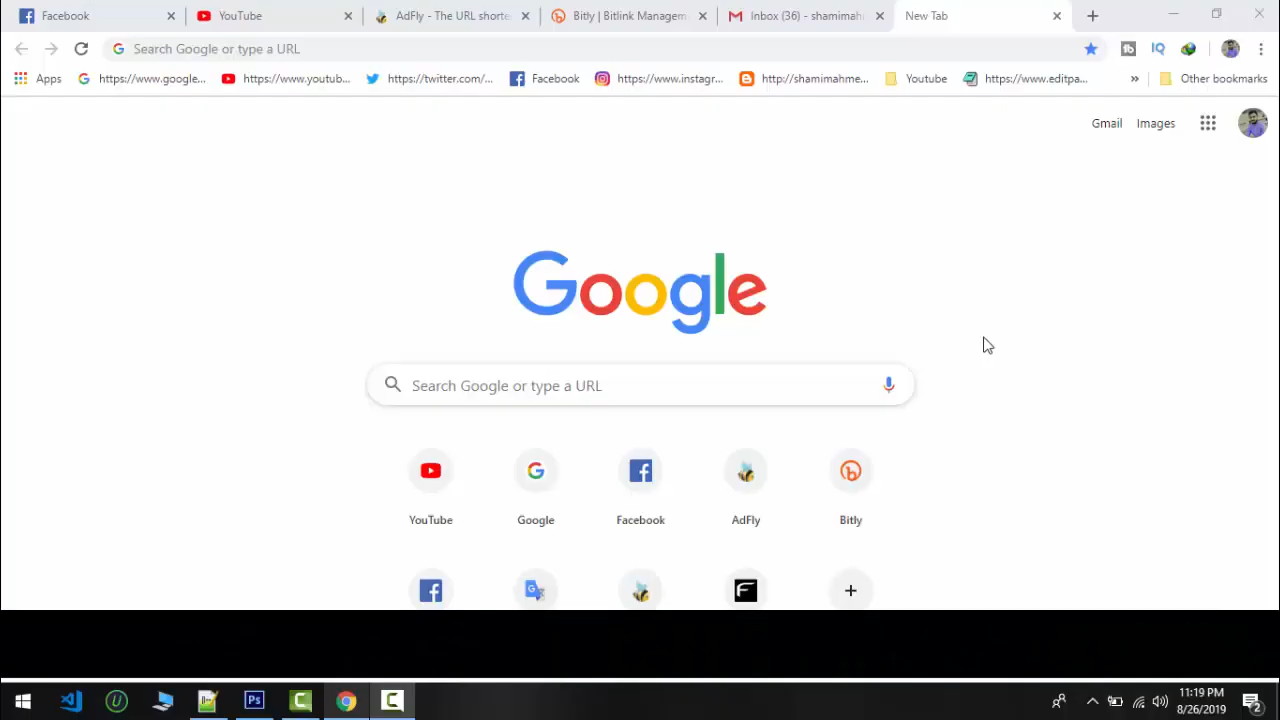 Facebook
YouTube
AdFly - The URL shorte
Bitly | Bitlink Managem
Inbox (36) - shamimah
New Tab
Search Google or type a URL
Apps
https://www.google...
https://www.youtub...
https://twitter.com/...
Facebook
https://www.instagr...
http://shamimahme...
Youtube
https://www.editpa...
»
Other bookmarks
Gmail
Images
Google
Search Google or type a URL
YouTube
Google
Facebook
AdFly
Bitly
11:19 PM
8/26/2019
2